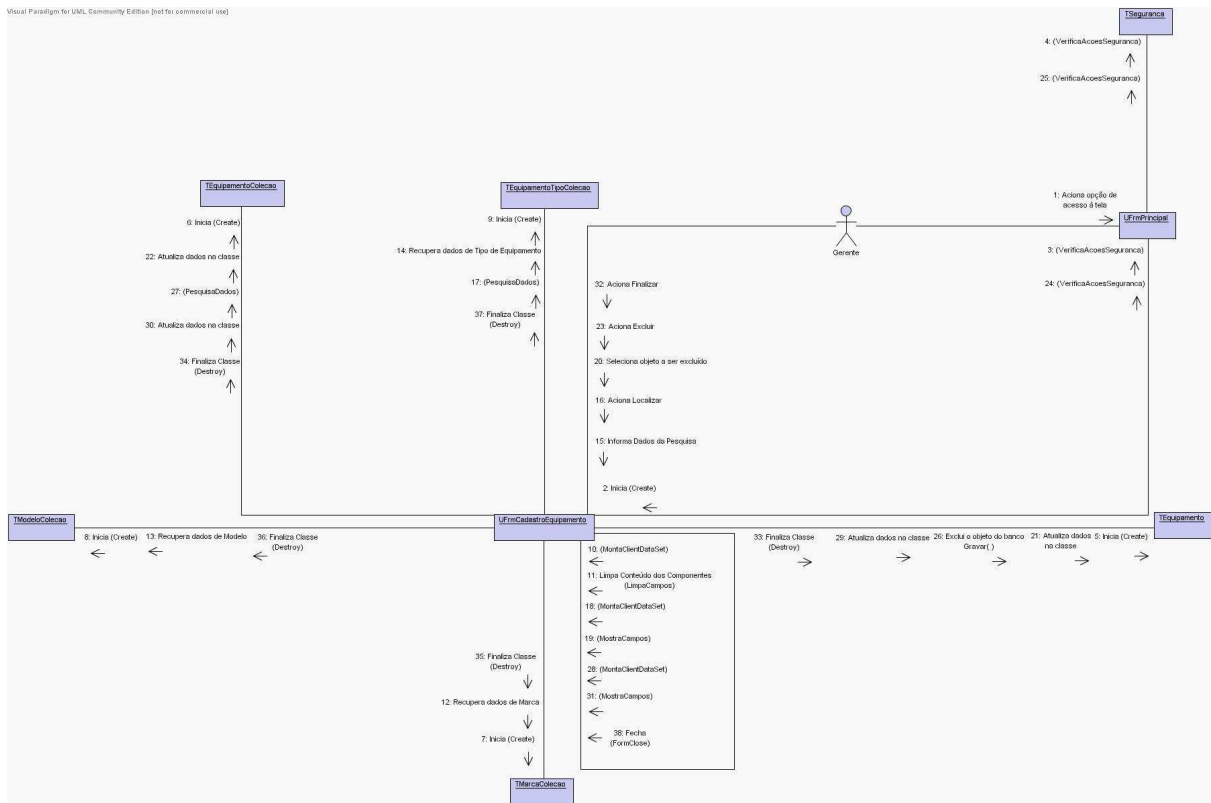 Visual Paradigm for UML Community Edition [not for commercial use]
TSeguranca
4: (VerificaAcoesSeguranca)
25: (VerificaAcoesSeguranca)
TEquipamentoColecao
TEquipamentoTipoColecao
1: Aciona opção de
acesso á tela
6: Inicia (Create)
9: Inicia (Create)
UFrmPrincipal
14: Recupera dados de Tipo de Equipamento
Gerente
3: (VerificaAcoesSeguranca)
22: Atualiza dados na classe
17: (PesquisaDados)
32: Aciona Finalizar
24: (VerificaAcoesSeguranca)
27: (PesquisaDados)
37: Finaliza Classe
(Destroy)
30: Atualiza dados na classe
23: Aciona Excluir
34: Finaliza Classe
(Destroy)
20: Seleciona objeto a ser excluído
16: Aciona Localizar
15: Informa Dados da Pesquisa
2: Inicia (Create)
TModeloColecao
UFrmCadastroEquipamento
TEquipamento
8: Inicia (Create)
13: Recupera dados de Modelo
36: Finaliza Classe
(Destroy)
33: Finaliza Classe
(Destroy)
29: Atualiza dados na classe
26: Exclui o objeto do banco
Gravar( )
21: Atualiza dados
na classe
5: Inicia (Create)
10: (MontaClientDataSet)
11: Limpa Conteúdo dos Componentes
(LimpaCampos)
18: (MontaClientDataSet)
19: (MostraCampos)
35: Finaliza Classe
(Destroy)
28: (MontaClientDataSet)
31: (MostraCampos)
12: Recupera dados de Marca
7: Inicia (Create)
38: Fecha
(FormClose)
TMarcaColecao